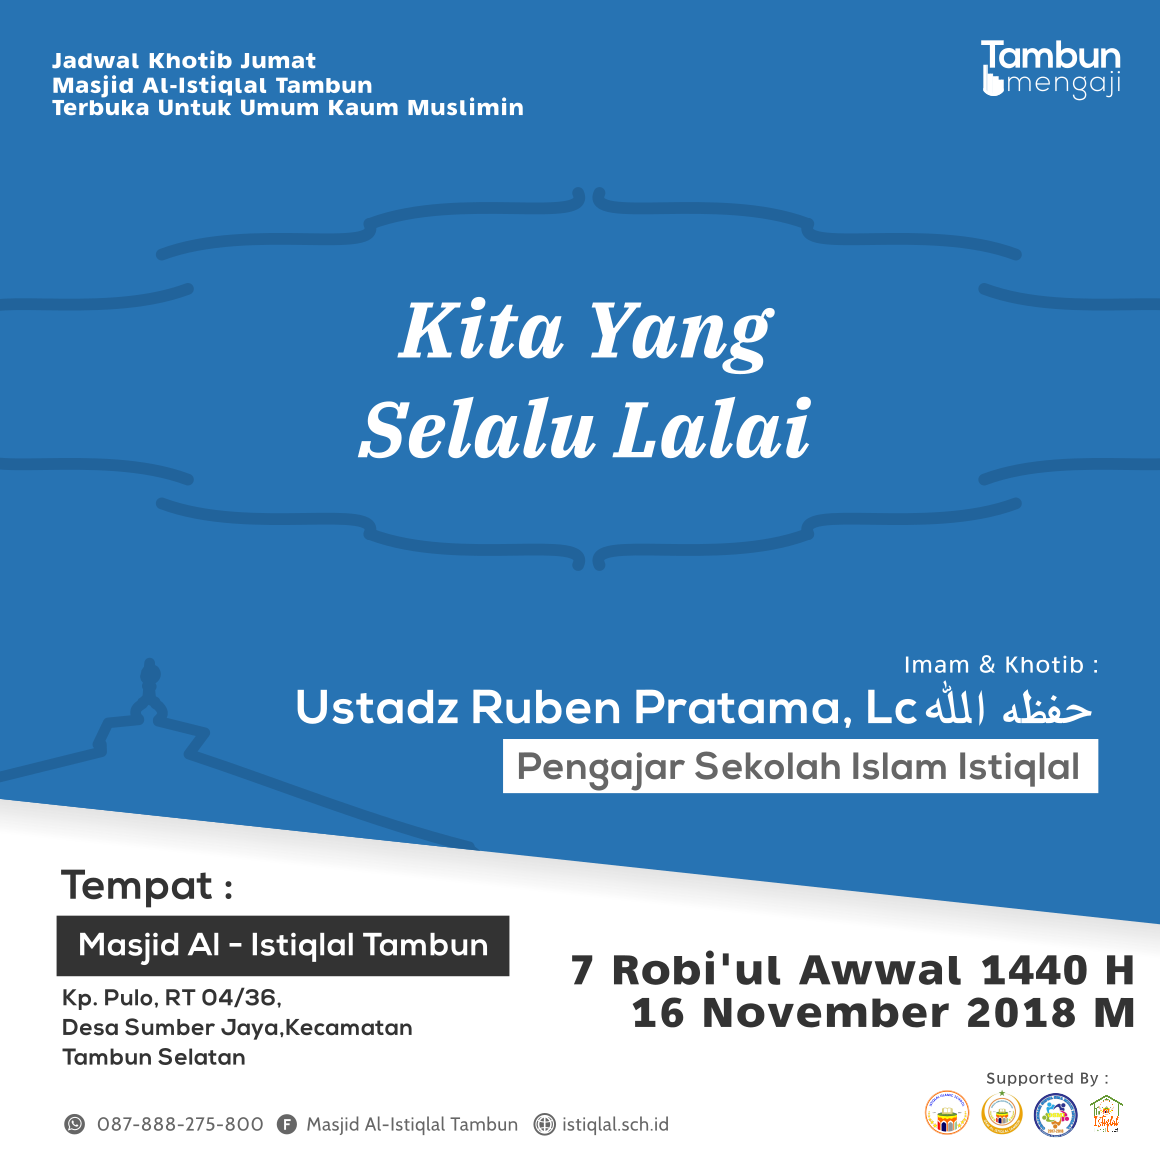 Jadwal Khotib Jumat
Masjid Al-Istiqlal Tambun
Terbuka Untuk Umum Kaum Muslimin
Tambun
mengaji
Kita Yang
Selalu Lalai
Imam & Khotib :
Ustadz Ruben Pratama, Lc حفظه الله
Pengajar Sekolah Islam Istiqlal
Tempat :
Masjid Al - Istiqlal Tambun
Kp. Pulo, RT 04/36,
Desa Sumber Jaya,Kecamatan
Tambun Selatan
7 Robi'ul Awwal 1440 H
16 November 2018 M
Supported By :
087-888-275-800 Masjid Al-Istiqlal Tambun istiqlal.sch.id